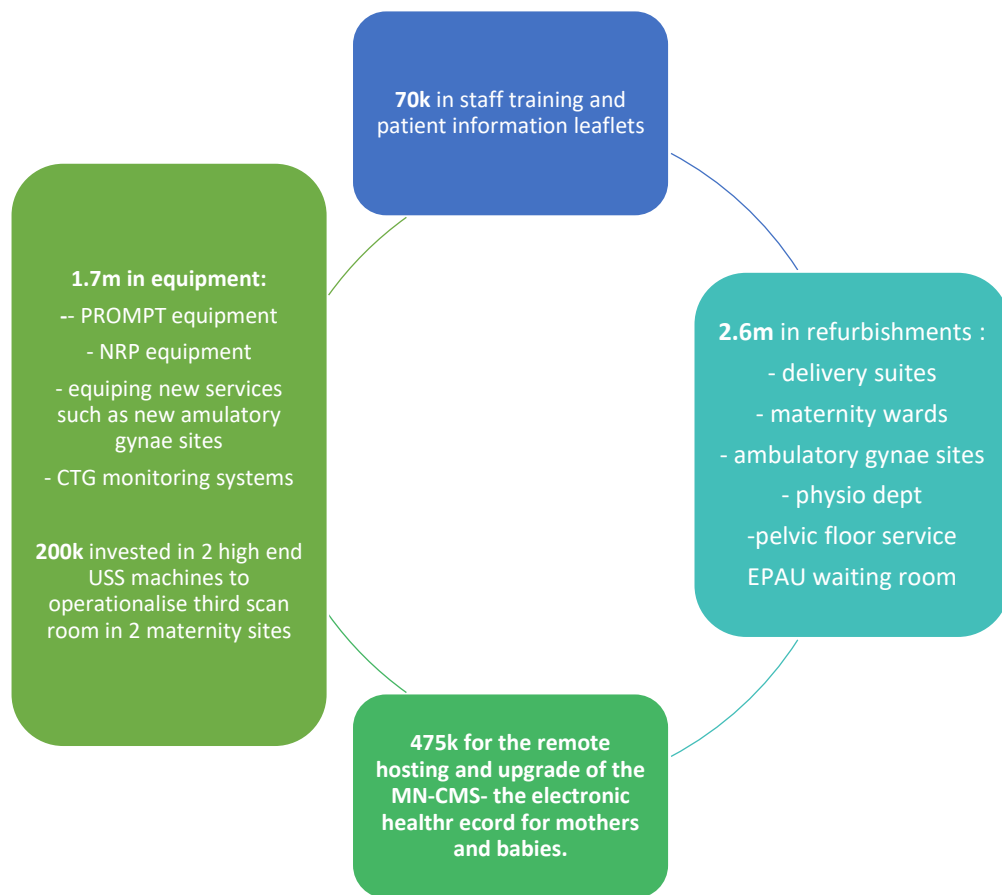 70k in staff training and
patient information leaflets
2.6m in refurbishments :
- delivery suites
- maternity wards
- ambulatory gynae sites
- physio dept
-pelvic floor service
EPAU waiting room
475k for the remote
hosting and upgrade of the
MN-CMS- the electronic
healthr ecord for mothers
and babies.
1.7m in equipment:
-- PROMPT equipment
- NRP equipment
- equiping new services
such as new amulatory
gynae sites
- CTG monitoring systems
200k invested in 2 high end
USS machines to
operationalise third scan
room in 2 maternity sites